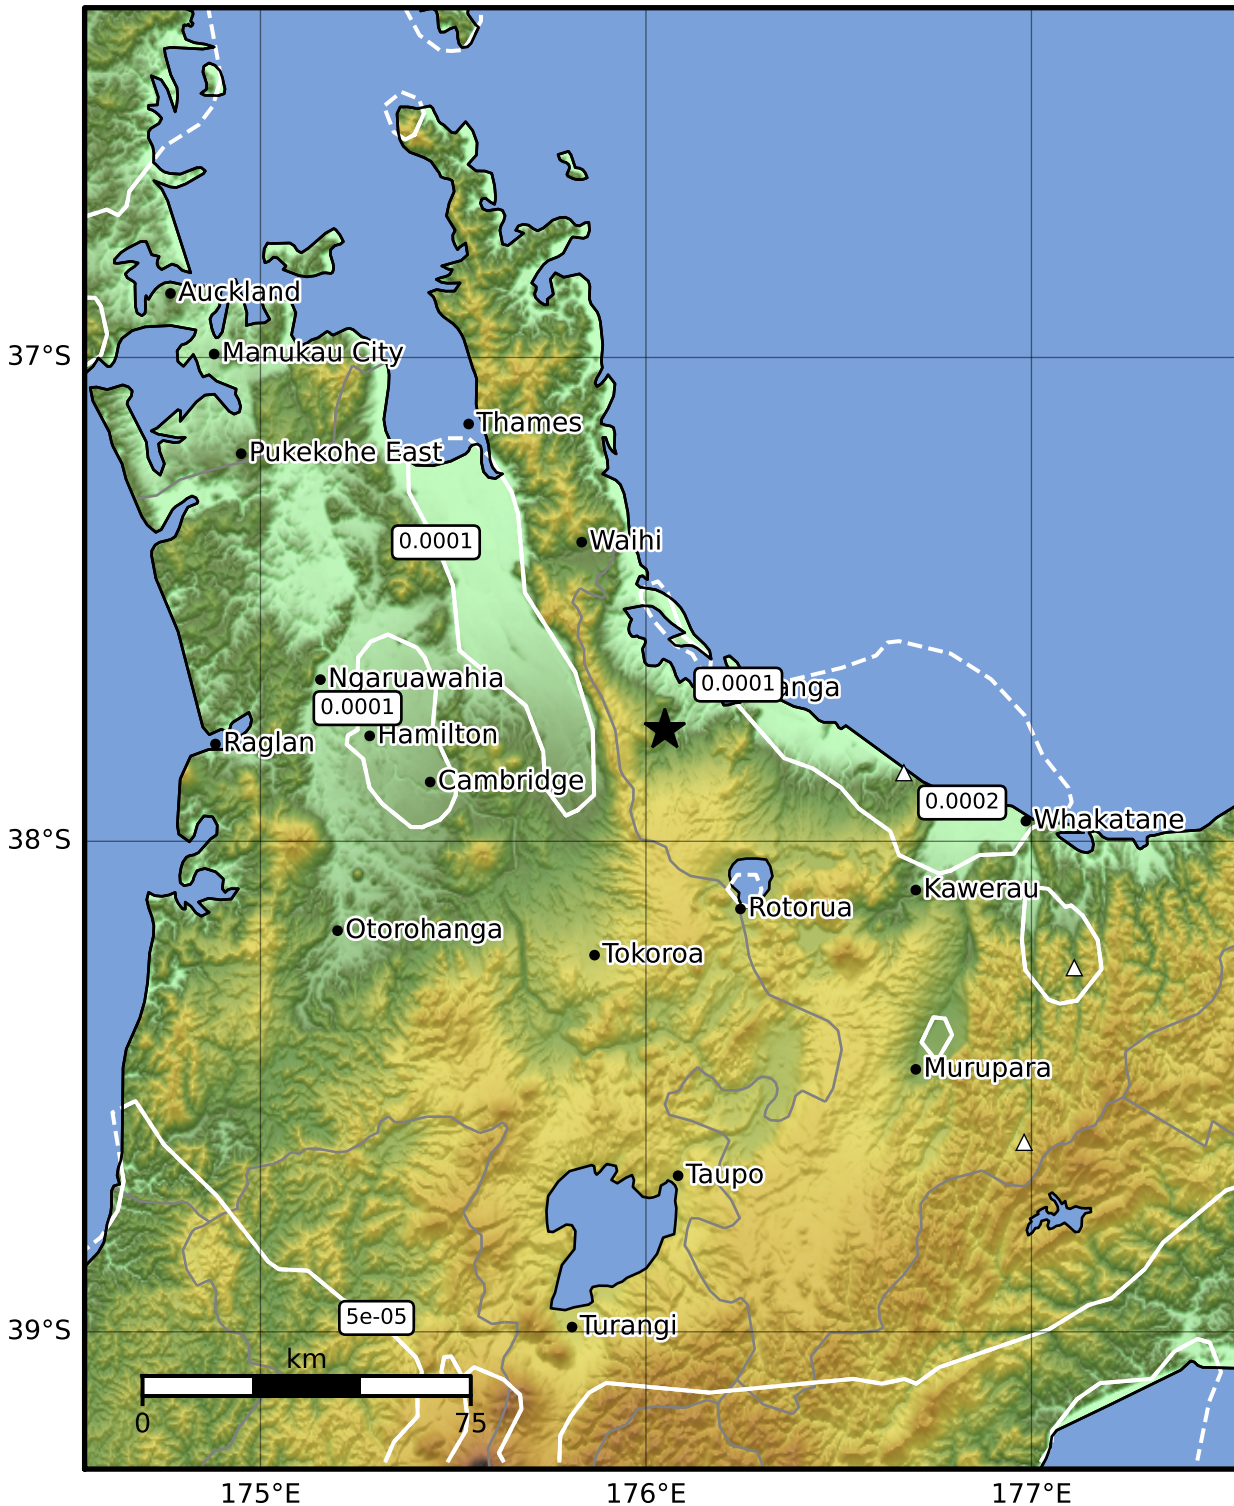 Auckland
Manukau City
37°S
Thames
Pukekohe East
0.0001
Waihi
Ngaruawahia
0.0001
anga
0.0001
Hamilton
Raglan
Cambridge
0.0002
Whakatane
38°S
Kawerau
Rotorua
Otorohanga
Tokoroa
Murupara
Taupo
5e-05
Turangi
39°S
km
0
75
175°E
176°E
177°E